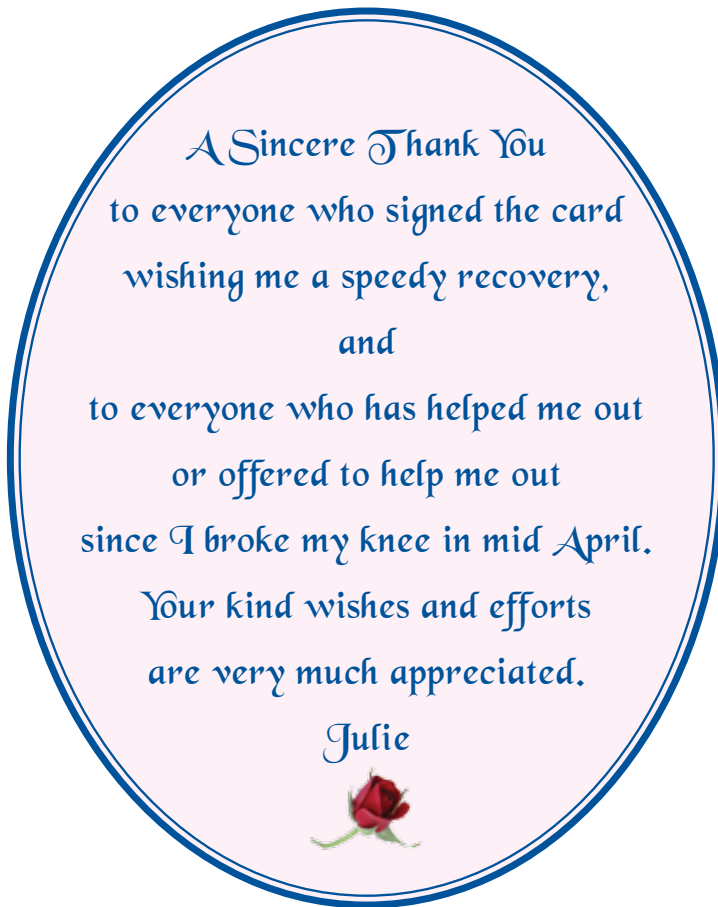 A Sincere Thank You
to everyone who signed the card
wishing me a speedy recovery,
and
to everyone who has helped me out
or offered to help me out
since I broke my knee in mid April.
Your kind wishes and efforts
are very much appreciated.
Julie